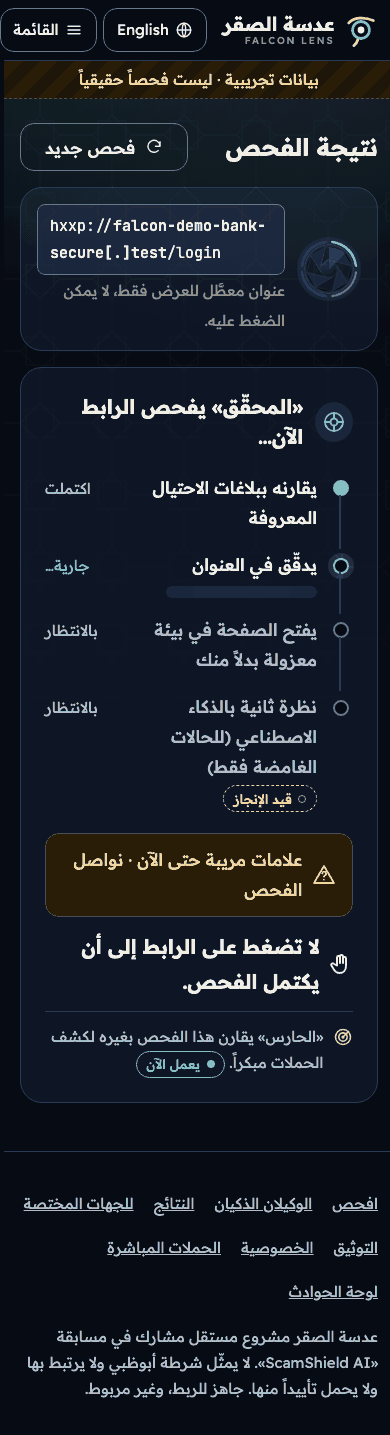 عدسة الصقر
FALCON LENS
English
القائمة
بيانات تجريبية · ليست فحصاً حقيقياً
نتيجة الفحص
فحص جديد
hxxp://falcon-demo-bank-
secure[.]test/login
عنوان معطَّل للعرض فقط، لا يمكن
الضغط عليه.
«المحقّق» يفحص الرابط
الآن…
يقارنه ببلاغات الاحتيال
المعروفة
اكتملت
يدقّق في العنوان
جارية…
يفتح الصفحة في بيئة
معزولة بدلاً منك
بالانتظار
نظرة ثانية بالذكاء
الاصطناعي (للحالات
الغامضة فقط)
بالانتظار
قيد الإنجاز
علامات مريبة حتى الآن · نواصل
الفحص
لا تضغط على الرابط إلى أن
يكتمل الفحص.
«الحارس» يقارن هذا الفحص بغيره لكشف
الحملات مبكراً. يعمل الآن
افحص الوكيلان الذكيان النتائج للجهات المختصة
التوثيق الخصوصية الحملات المباشرة
لوحة الحوادث
عدسة الصقر مشروع مستقل مشارك في مسابقة
«ScamShield AI». لا يمثّل شرطة أبوظبي ولا يرتبط بها
ولا يحمل تأييداً منها. جاهز للربط، وغير مربوط.